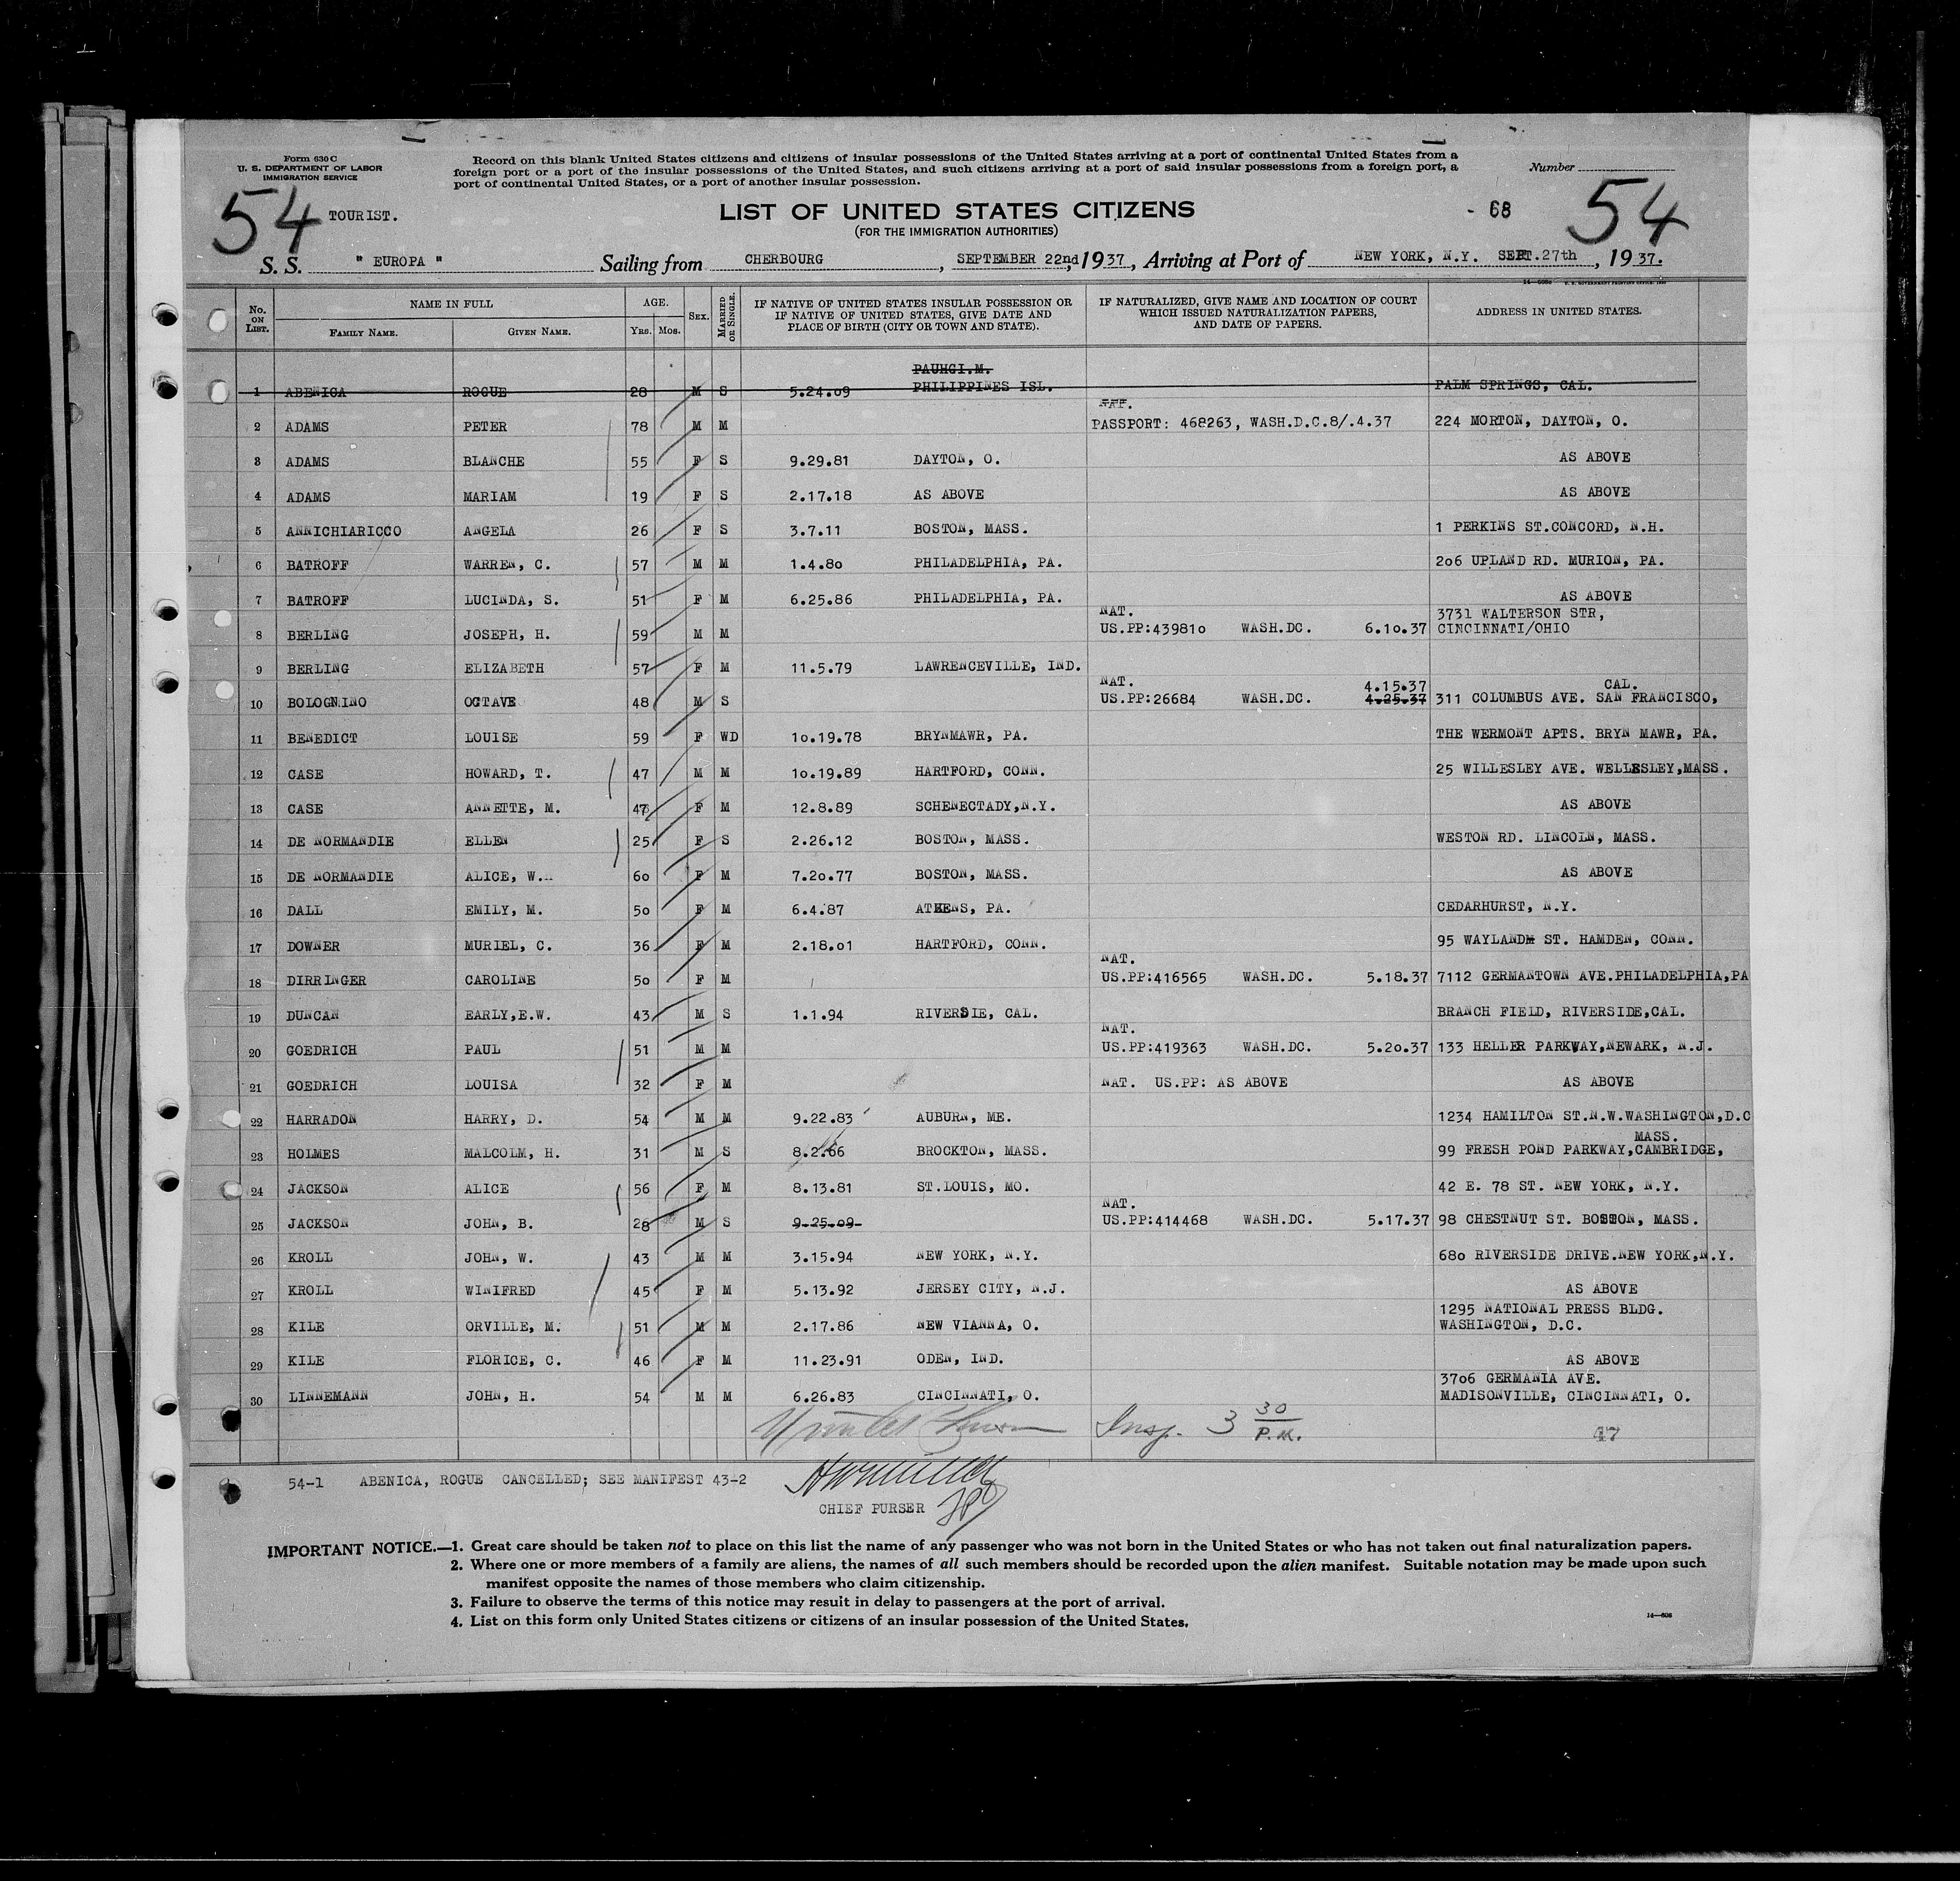 Form 630 C
U. S. DEPARTMENT OF LABOR
IMMIGRATION SERVICE
Record on this blank United States citizens and citizens of insular possessions of the United States arriving at a port of continental United States from a
foreign port or a port of the insular possessions of the United States, and such citizens arriving at a port of said insular possessions from a foreign port, a
port of continental United States, or a port of another insular possession.
Number
54 TOURIST. LIST OF UNITED STATES CITIZENS - 68 54
(FOR THE IMMIGRATION AUTHORITIES)
S. S. " EUROPA " Sailing from CHERBOURG, SEPTEMBER 22nd, 1937, Arriving at Port of NEW YORK, N.Y. SEPT.27th, 1937.
No. ON LIST. NAME IN FULL FAMILY NAME. GIVEN NAME. AGE. Yrs. Mos. SEX. MARRIED OR SINGLE. IF NATIVE OF UNITED STATES INSULAR POSSESSION OR IF NATIVE OF UNITED STATES, GIVE DATE AND PLACE OF BIRTH (CITY OR TOWN AND STATE). IF NATURALIZED, GIVE NAME AND LOCATION OF COURT WHICH ISSUED NATURALIZATION PAPERS, AND DATE OF PAPERS. ADDRESS IN UNITED STATES.
PAUHGI.M.
1 ABENICA ROGUE 28 M S 5.24.09 PHILIPPINES ISL. PALM SPRINGS, CAL.
2 ADAMS PETER 78 M M PASSPORT: 468263, WASH.D.C.8/.4.37 224 MORTON, DAYTON, O.
3 ADAMS BLANCHE 55 F S 9.29.81 DAYTON, O. AS ABOVE
4 ADAMS MARIAM 19 F S 2.17.18 AS ABOVE AS ABOVE
5 ANNICHIARICCO ANGELA 26 F S 3.7.11 BOSTON, MASS. 1 PERKINS ST.CONCORD, N.H.
6 BATROFF WARREN, C. 57 M M 1.4.80 PHILADELPHIA, PA. 206 UPLAND RD. MURION, PA.
7 BATROFF LUCINDA, S. 51 F M 6.25.86 PHILADELPHIA, PA. AS ABOVE
NAT. 3731 WALTERSON STR,
8 BERLING JOSEPH, H. 59 M M US.PP:439810 WASH.DC. 6.10.37 CINCINNATI/OHIO
9 BERLING ELIZABETH 57 F M 11.5.79 LAWRENCEVILLE, IND.
NAT. 4.15.37 CAL.
10 BOLOGNINO OCTAVE 48 M S US.PP:26684 WASH.DC. 4.25.37 311 COLUMBUS AVE. SAN FRANCISCO,
11 BENEDICT LOUISE 59 F WD 10.19.78 BRYNMAWR, PA. THE WERMONT APTS. BRYN MAWR, PA.
12 CASE HOWARD, T. 47 M M 10.19.89 HARTFORD, CONN. 25 WILLESLEY AVE. WELLESLEY,MASS.
13 CASE ANNETTE, M. 47 F M 12.8.89 SCHENECTADY,N.Y. AS ABOVE
14 DE NORMANDIE ELLEN 25 F S 2.26.12 BOSTON, MASS. WESTON RD. LINCOLN, MASS.
15 DE NORMANDIE ALICE, W. 60 F M 7.20.77 BOSTON, MASS. AS ABOVE
16 DALL EMILY, M. 50 F M 6.4.87 ATHENS, PA. CEDARHURST, N.Y.
17 DOWNER MURIEL, C. 36 F M 2.18.01 HARTFORD, CONN. 95 WAYLAND ST. HAMDEN, CONN.
NAT.
18 DIRRINGER CAROLINE 50 F M US.PP:416565 WASH.DC. 5.18.37 7112 GERMANTOWN AVE.PHILADELPHIA,PA
19 DUNCAN EARLY,E.W. 43 M S 1.1.94 RIVERSIE, CAL. BRANCH FIELD, RIVERSIDE,CAL.
NAT.
20 GOEDRICH PAUL 51 M M US.PP:419363 WASH.DC. 5.20.37 133 HELLER PARKWAY,NEWARK, N.J.
21 GOEDRICH LOUISA 32 F M NAT. US.PP: AS ABOVE AS ABOVE
22 HARRADON HARRY, D. 54 M M 9.22.83 AUBURN, ME. 1234 HAMILTON ST.N.W.WASHINGTON,D.C
MASS.
23 HOLMES MALCOLM, H. 31 M S 8.2.66 BROCKTON, MASS. 99 FRESH POND PARKWAY,CAMBRIDGE,
24 JACKSON ALICE 56 F M 8.13.81 ST.LOUIS, MO. 42 E. 78 ST. NEW YORK, N.Y.
NAT.
25 JACKSON JOHN, B. 28 M S 9-25-09- US.PP:414468 WASH.DC. 5.17.37 98 CHESTNUT ST. BOSTON, MASS.
26 KROLL JOHN, W. 43 M M 3.15.94 NEW YORK, N.Y. 680 RIVERSIDE DRIVE.NEW YORK,N.Y.
27 KROLL WINIFRED 45 F M 5.13.92 JERSEY CITY, N.J. AS ABOVE
1295 NATIONAL PRESS BLDG.
28 KILE ORVILLE, M. 51 M M 2.17.86 NEW VIANNA, O. WASHINGTON, D.C.
29 KILE FLORICE, C. 46 F M 11.23.91 ODEN, IND. AS ABOVE
3706 GERMANIA AVE.
30 LINNEMANN JOHN, H. 54 M M 6.26.83 CINCINNATI, O. MADISONVILLE, CINCINNATI, O.
Insp. 3 30 P.M. 47
54-1 ABENICA, ROGUE CANCELLED; SEE MANIFEST 43-2
CHIEF PURSER
IMPORTANT NOTICE.—1. Great care should be taken not to place on this list the name of any passenger who was not born in the United States or who has not taken out final naturalization papers.
2. Where one or more members of a family are aliens, the names of all such members should be recorded upon the alien manifest. Suitable notation may be made upon such
manifest opposite the names of those members who claim citizenship.
3. Failure to observe the terms of this notice may result in delay to passengers at the port of arrival.
4. List on this form only United States citizens or citizens of an insular possession of the United States.